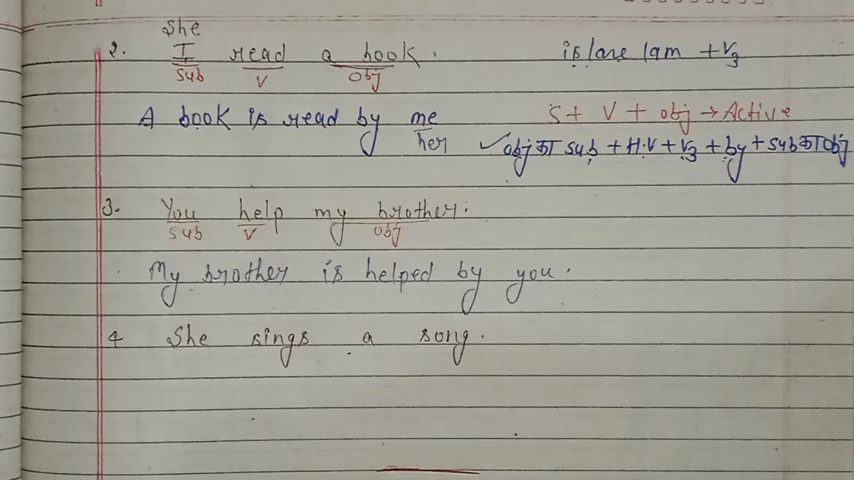 She
2. I read a book. is/are/am + V3
Sub V Obj
A book is read by me S + V + obj → Active
her ✓obj का sub + H.V + V3 + by + sub का obj
3. You help my brother.
sub V obj
My brother is helped by you.
4 She sings a song.